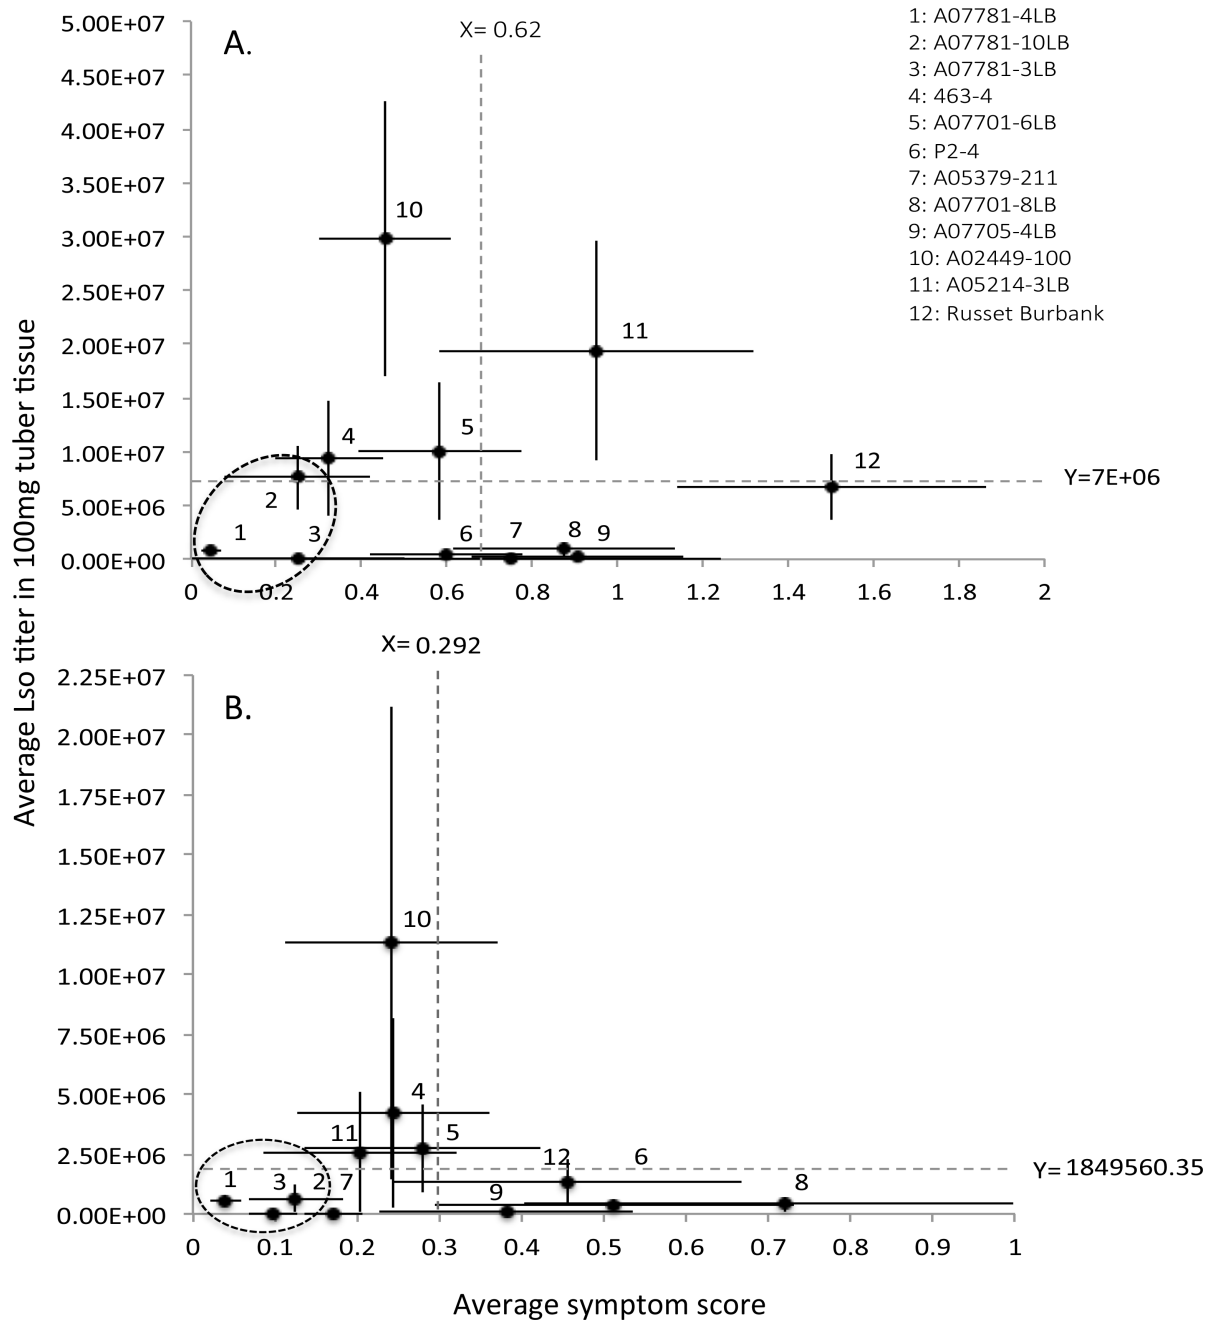 Average Lso titer in 100mg tuber tissue
A.
X= 0.62
1: A07781-4LB
2: A07781-10LB
3: A07781-3LB
4: 463-4
5: A07701-6LB
6: P2-4
7: A05379-211
8: A07701-8LB
9: A07705-4LB
10: A02449-100
11: A05214-3LB
12: Russet Burbank
5.00E+07
4.50E+07
4.00E+07
3.50E+07
3.00E+07
2.50E+07
2.00E+07
1.50E+07
1.00E+07
5.00E+06
0.00E+00
10
11
5
4
12
2
1
3
6
7
8
9
Y=7E+06
0 0.2 0.4 0.6 0.8 1 1.2 1.4 1.6 1.8 2
X= 0.292
B.
2.25E+07
2.00E+07
1.75E+07
1.50E+07
1.25E+07
1.00E+07
7.50E+06
5.00E+06
2.50E+06
0.00E+00
10
4
11
5
12
6
1
3
2
7
9
8
Y= 1849560.35
0 0.1 0.2 0.3 0.4 0.5 0.6 0.7 0.8 0.9 1
Average symptom score